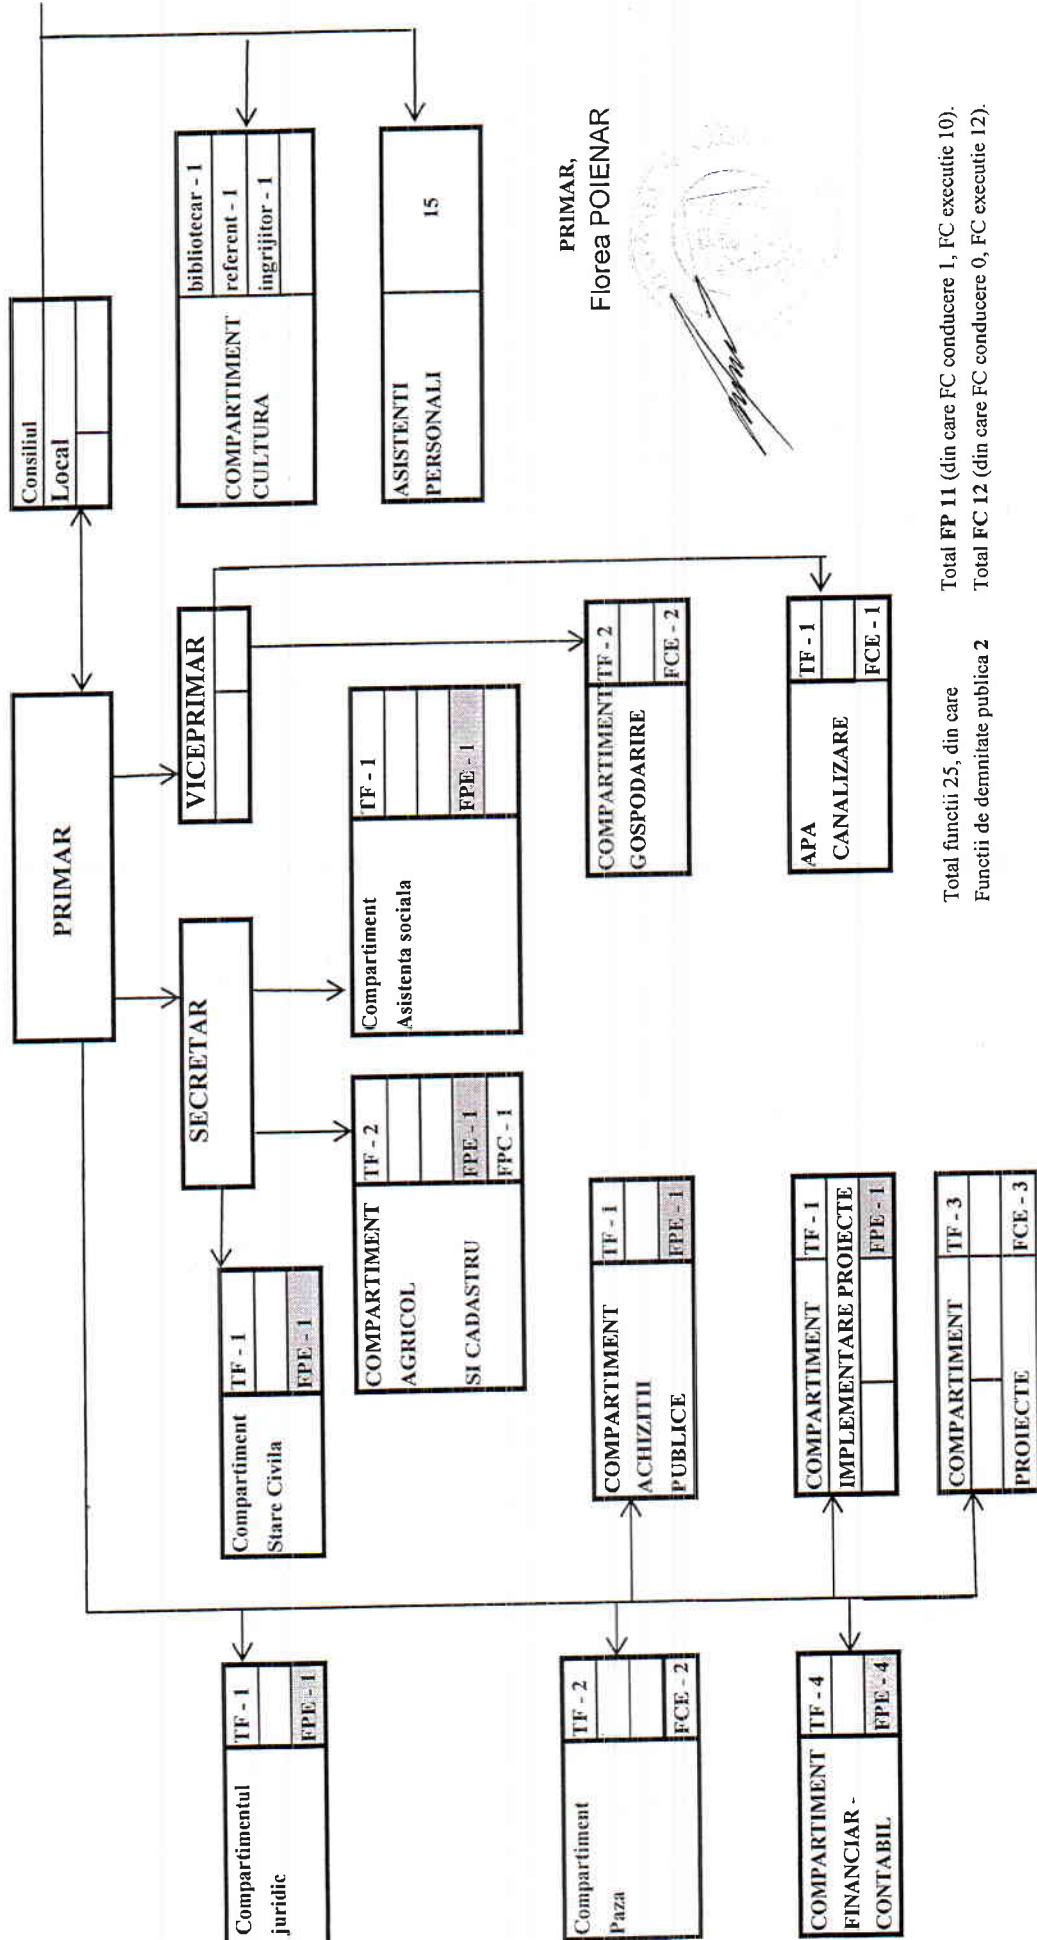 PRIMAR
Consiliul
Local
SECRETAR
VICEPRIMAR
Compartimentul
juridic
TF - 1
FPE - 1
Compartiment
Stare Civila
TF - 1
FPE - 1
COMPARTIMENT
AGRICOL
SI CADASTRU
TF - 2
FPE - 1
FPC - 1
Compartiment
Asistenta sociala
TF - 1
FPE - 1
COMPARTIMENT
CULTURA
bibliotecar - 1
referent - 1
ingrijitor - 1
ASISTENTI
PERSONALI
15
Compartiment
Paza
TF - 2
FCE - 2
COMPARTIMENT
ACHIZITII
PUBLICE
TF - 1
FPE - 1
COMPARTIMENT
GOSPODARIRE
TF - 2
FCE - 2
PRIMAR,
Florea POIENAR
COMPARTIMENT
FINANCIAR -
CONTABIL
TF - 4
FPE - 4
COMPARTIMENT
IMPLEMENTARE PROIECTE
TF - 1
FPE - 1
APA
CANALIZARE
TF - 1
FCE - 1
COMPARTIMENT
PROIECTE
TF - 3
FCE - 3
Total functii 25, din care Total FP 11 (din care FC conducere 1, FC executie 10).
Functii de demnitate publica 2 Total FC 12 (din care FC conducere 0, FC executie 12).